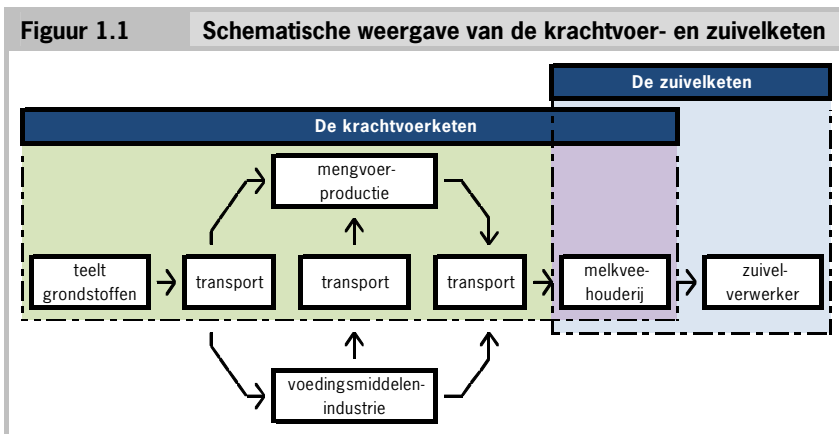 Figuur 1.1 Schematische weergave van de krachtvoer- en zuivelketen
De zuivelketen
De krachtvoerketen
mengvoer-
productie
teelt
grondstoffen
transport
transport
transport
melkvee-
houderij
zuivel-
verwerker
voedingsmiddelen-
industrie